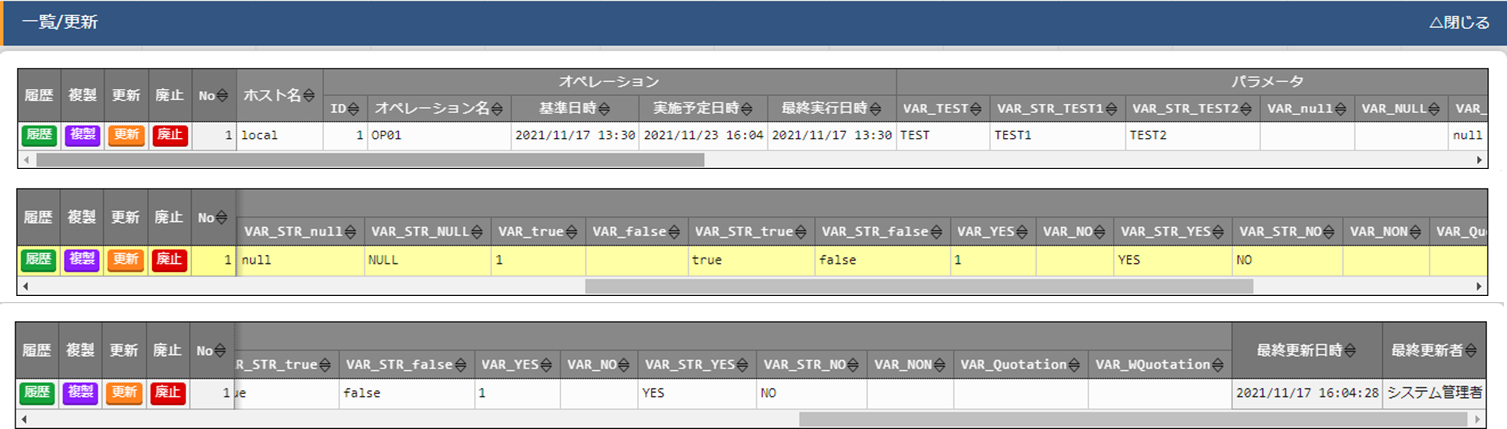 一覧/更新 △閉じる
オペレーション パラメータ
履歴 複製 更新 廃止 No ホスト名 ID オペレーション名 基準日時 実施予定日時 最終実行日時 VAR_TEST VAR_STR_TEST1 VAR_STR_TEST2 VAR_null VAR_NULL VAR_
履歴 複製 更新 廃止 1 local 1 OP01 2021/11/17 13:30 2021/11/23 16:04 2021/11/17 13:30 TEST TEST1 TEST2 null
履歴 複製 更新 廃止 No VAR_STR_null VAR_STR_NULL VAR_true VAR_false VAR_STR_true VAR_STR_false VAR_YES VAR_NO VAR_STR_YES VAR_STR_NO VAR_NON VAR_Qu
履歴 複製 更新 廃止 1 null NULL 1 true false 1 YES NO
履歴 複製 更新 廃止 No R_STR_true VAR_STR_false VAR_YES VAR_NO VAR_STR_YES VAR_STR_NO VAR_NON VAR_Quotation VAR_WQuotation 最終更新日時 最終更新者
履歴 複製 更新 廃止 1 ue false 1 YES NO 2021/11/17 16:04:28 システム管理者